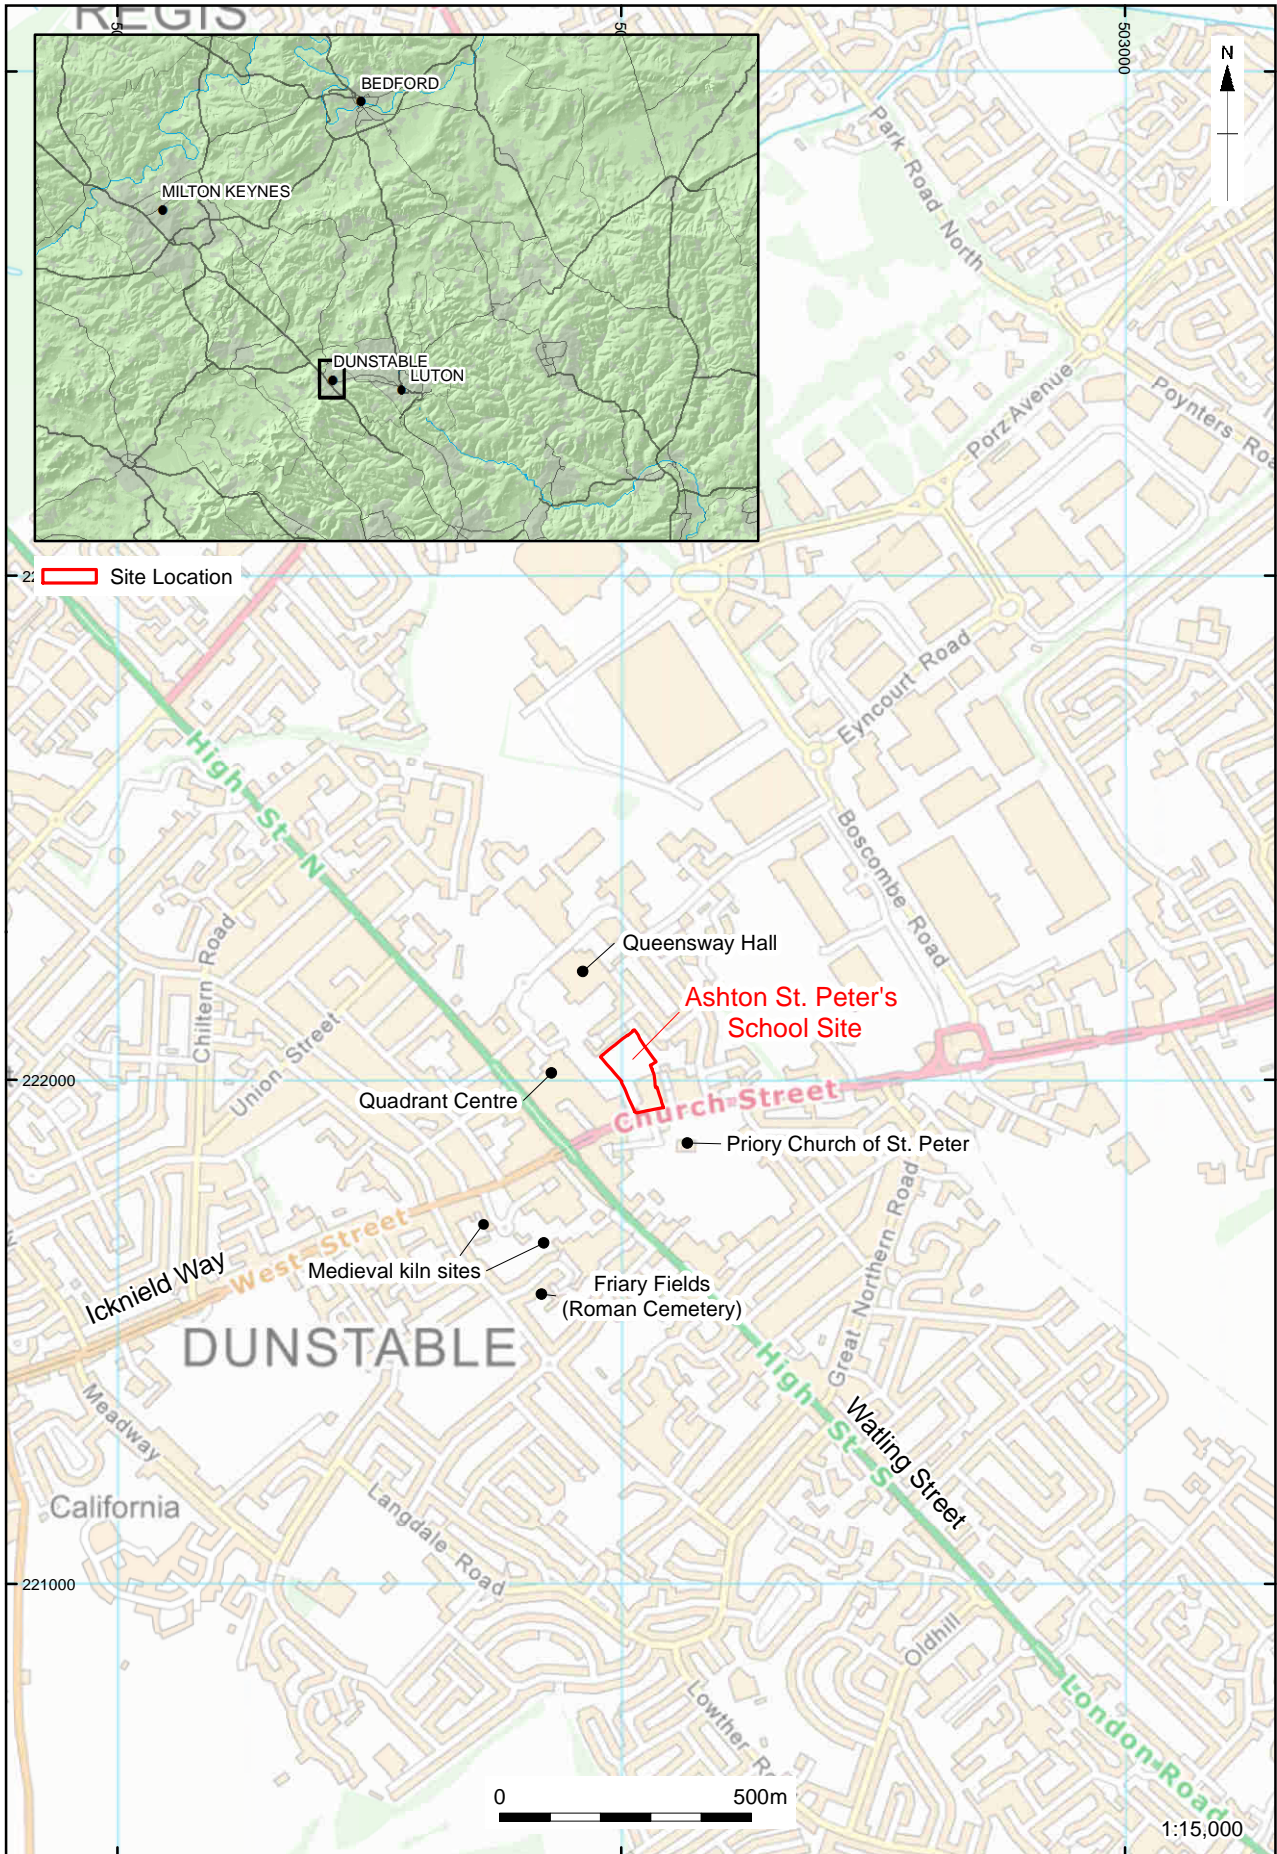 REGIS
503000
N
BEDFORD
MILTON KEYNES
DUNSTABLE
LUTON
Park Road North
Porz Avenue
Poynters
Site Location
High St N
Eyncourt Road
Boscombe Road
Chiltern Road
Union Street
Queensway Hall
Ashton St. Peter's
School Site
222000
Quadrant Centre
Church Street
Priory Church of St. Peter
West Street
Icknield Way
Medieval kiln sites
Friary Fields
(Roman Cemetery)
Great Northern Road
DUNSTABLE
Meadway
High St S
Watling Street
California
Langdale Road
221000
Oldhill
Lowther
London Road
0 500m
1:15,000